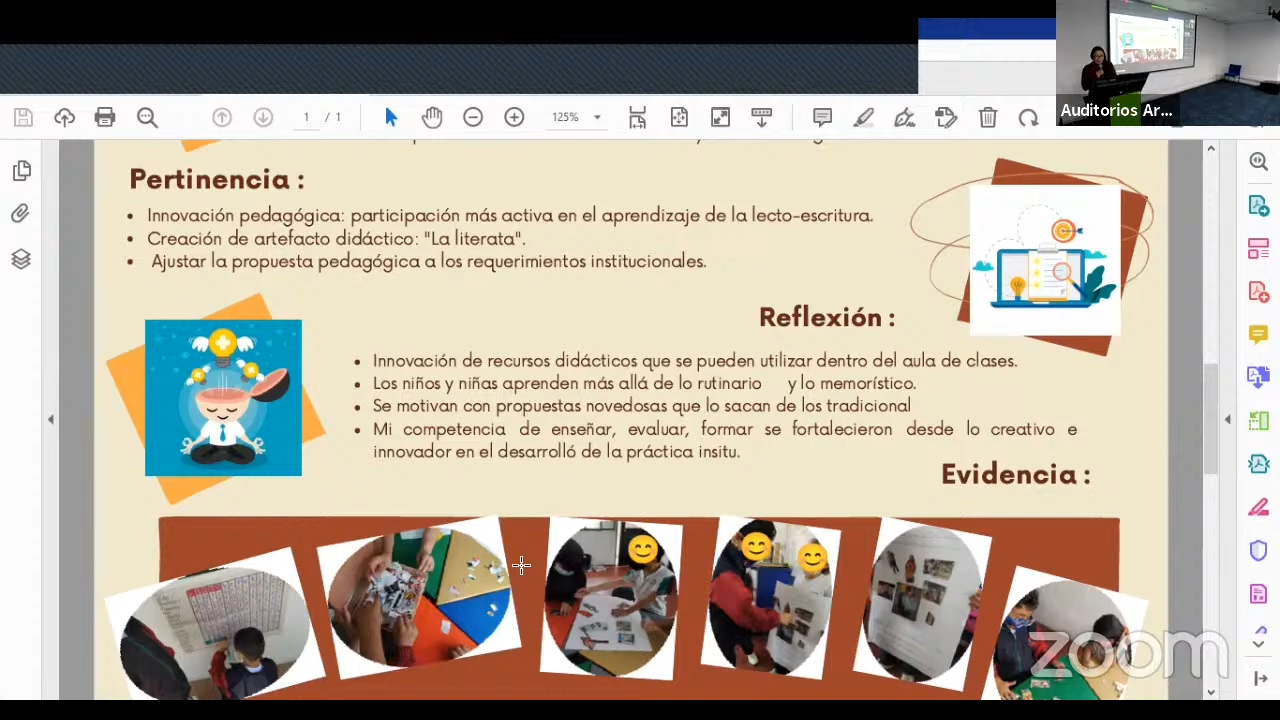 1 / 1
125%
Auditorios Ar...
Pertinencia :
• Innovación pedagógica: participación más activa en el aprendizaje de la lecto-escritura.
• Creación de artefacto didáctico: "La literata".
• Ajustar la propuesta pedagógica a los requerimientos institucionales.
Reflexión :
• Innovación de recursos didácticos que se pueden utilizar dentro del aula de clases.
• Los niños y niñas aprenden más allá de lo rutinario y lo memorístico.
• Se motivan con propuestas novedosas que lo sacan de los tradicional
• Mi competencia de enseñar, evaluar, formar se fortalecieron desde lo creativo e
innovador en el desarrolló de la práctica insitu.
Evidencia :
zoom